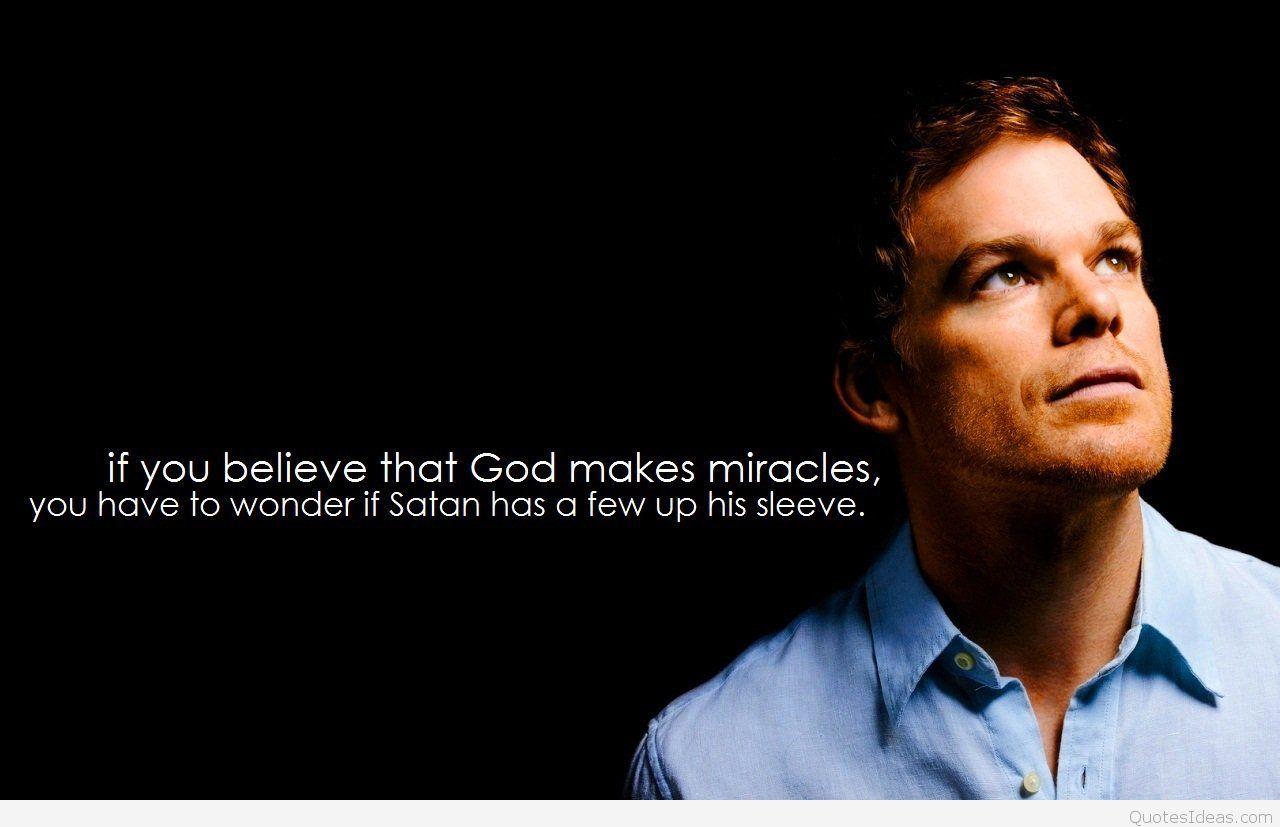 if you believe that God makes miracles,
you have to wonder if Satan has a few up his sleeve.
QuotesIdeas.com